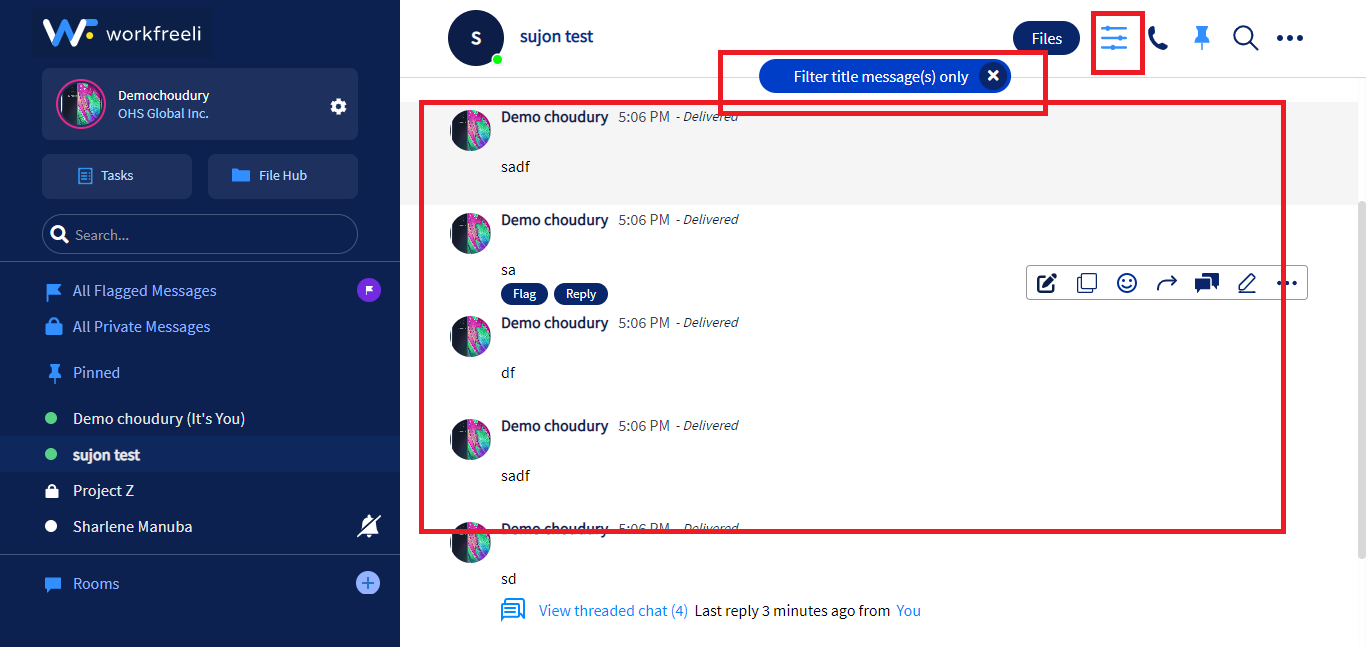 workfreeli
Demochoudury
OHS Global Inc.
Tasks
File Hub
Search...
All Flagged Messages
All Private Messages
Pinned
Demo choudury (It's You)
sujon test
Project Z
Sharlene Manuba
Rooms
S
sujon test
Files
Filter title message(s) only
Demo choudury 5:06 PM - Delivered
sadf
Demo choudury 5:06 PM - Delivered
sa
Flag Reply
Demo choudury 5:06 PM - Delivered
df
Demo choudury 5:06 PM - Delivered
sadf
Demo choudury 5:06 PM - Delivered
sd
View threaded chat (4) Last reply 3 minutes ago from You